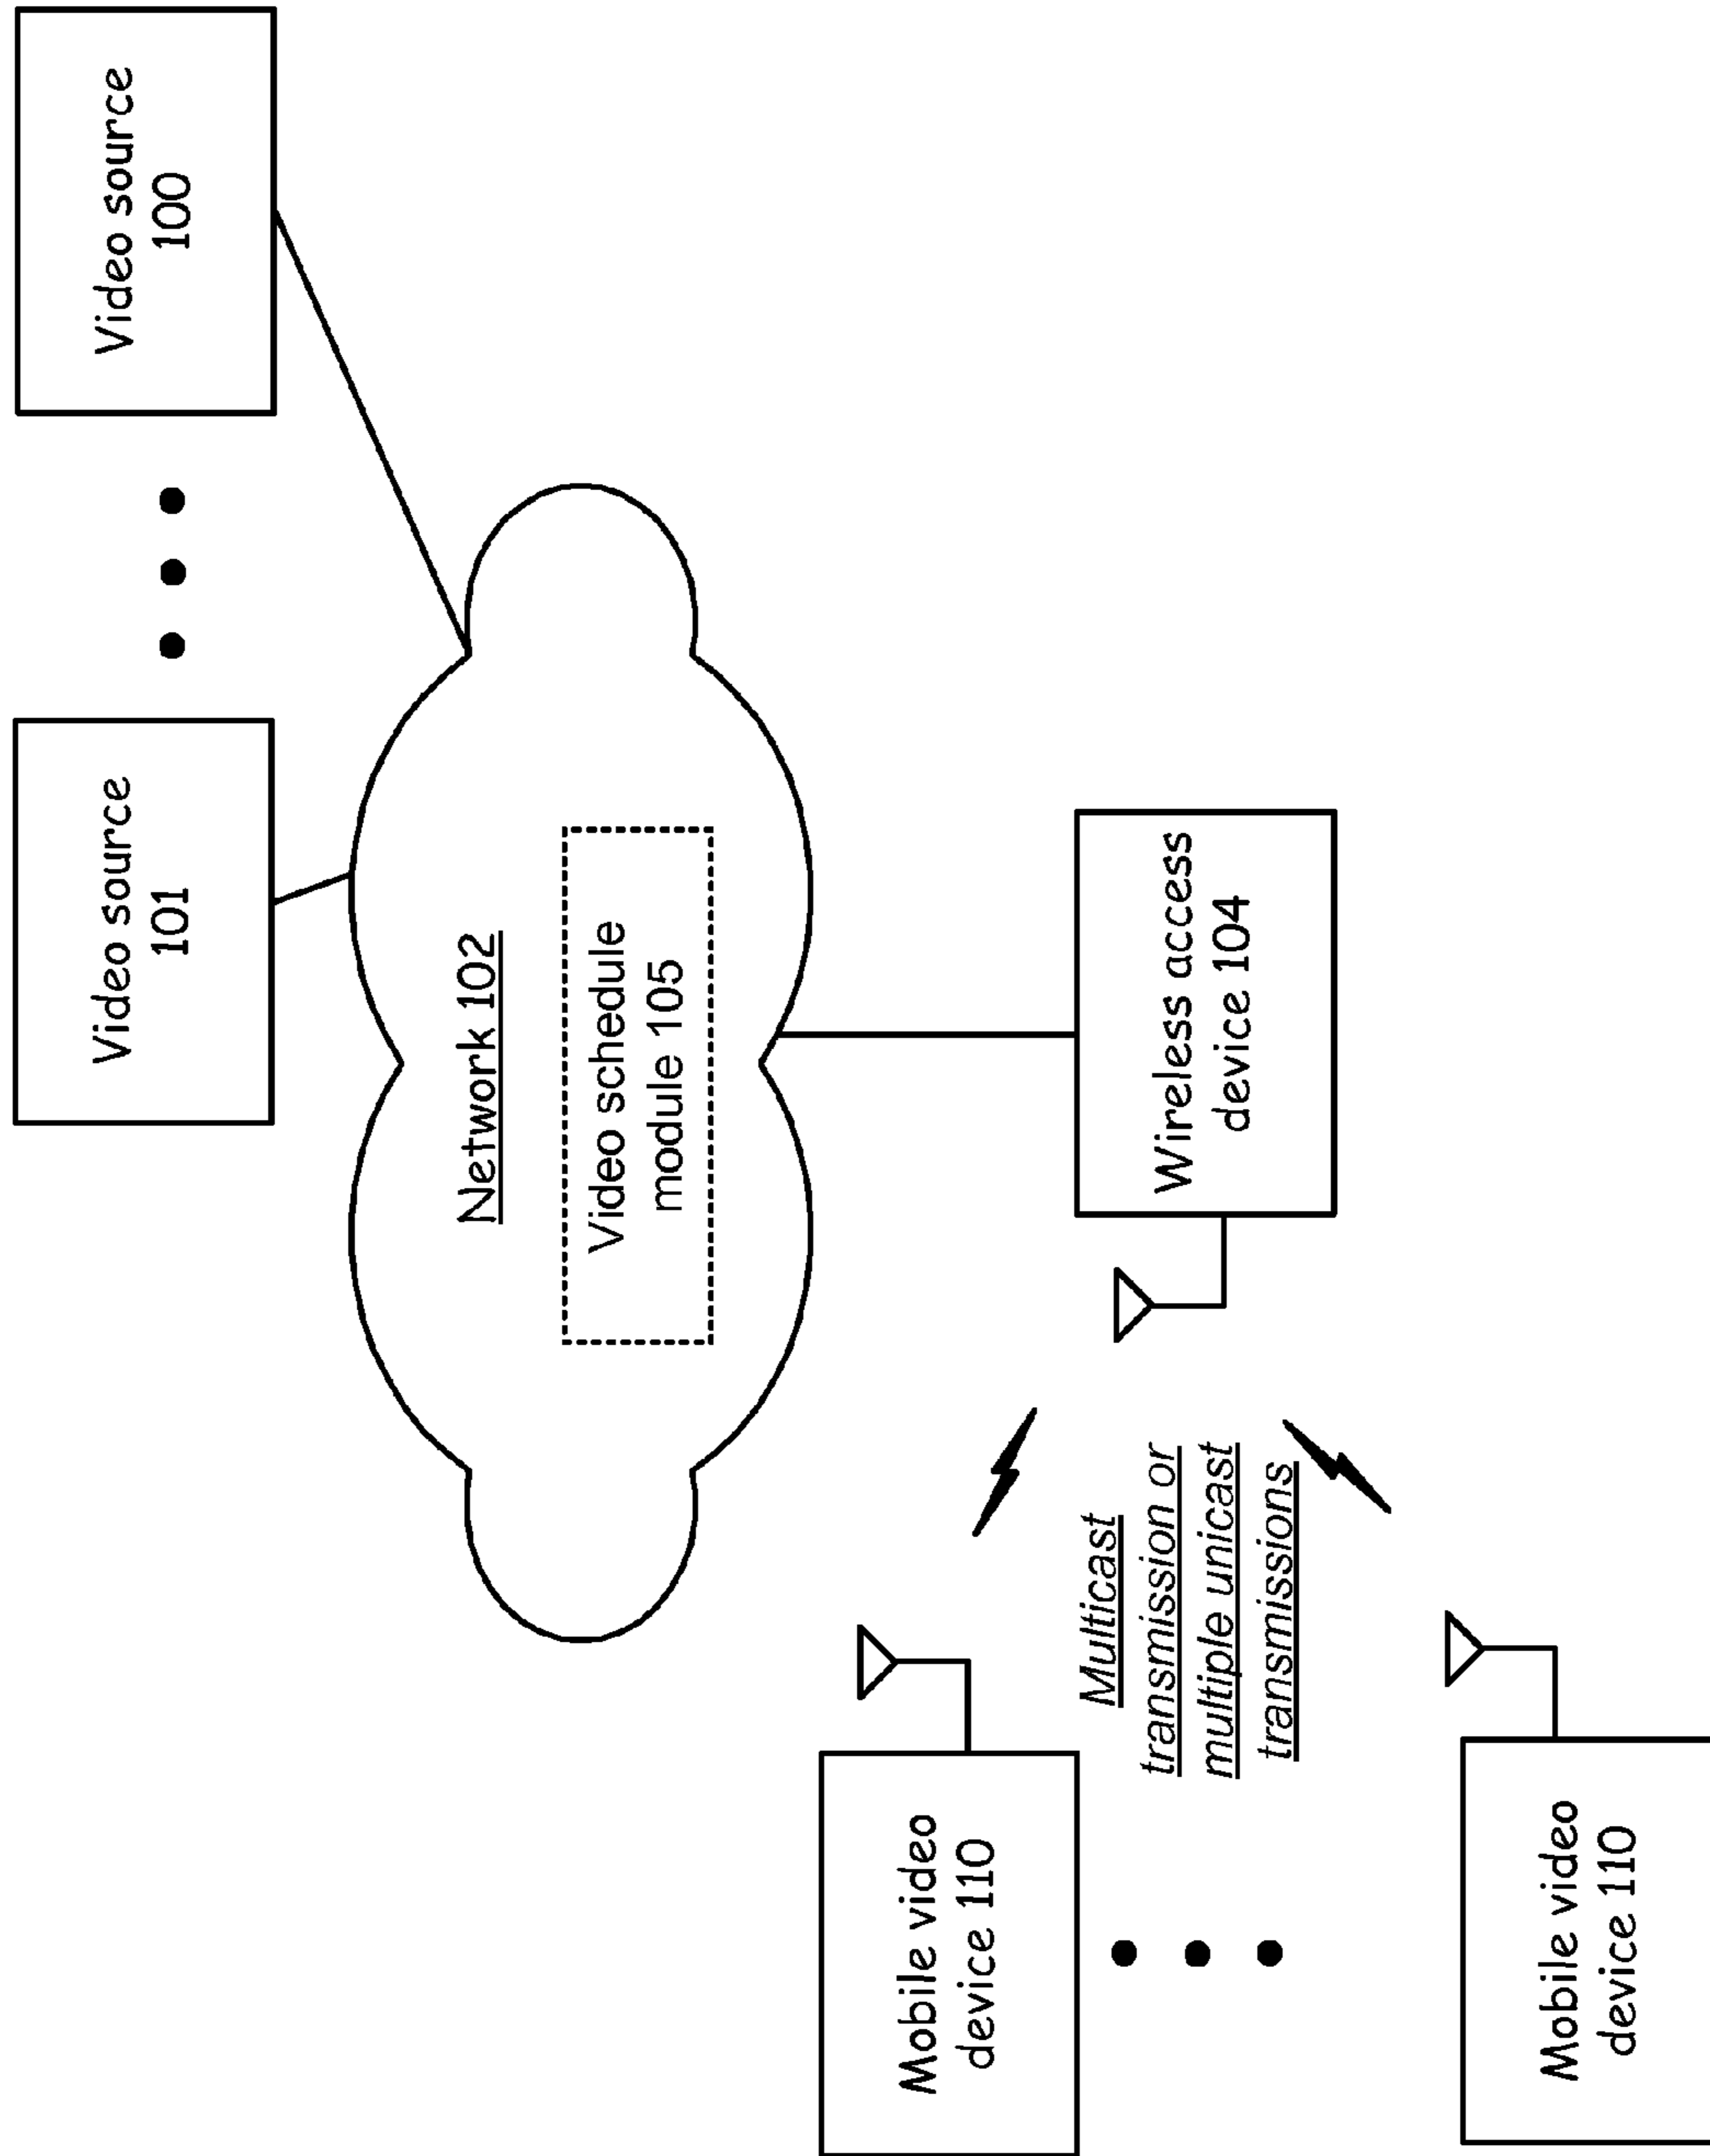 Video source
101
Video source
100
Network 102
Video schedule
module 105
Mobile video
device 110
Multicast
transmission or
multiple unicast
transmissions
Wireless access
device 104
Mobile video
device 110